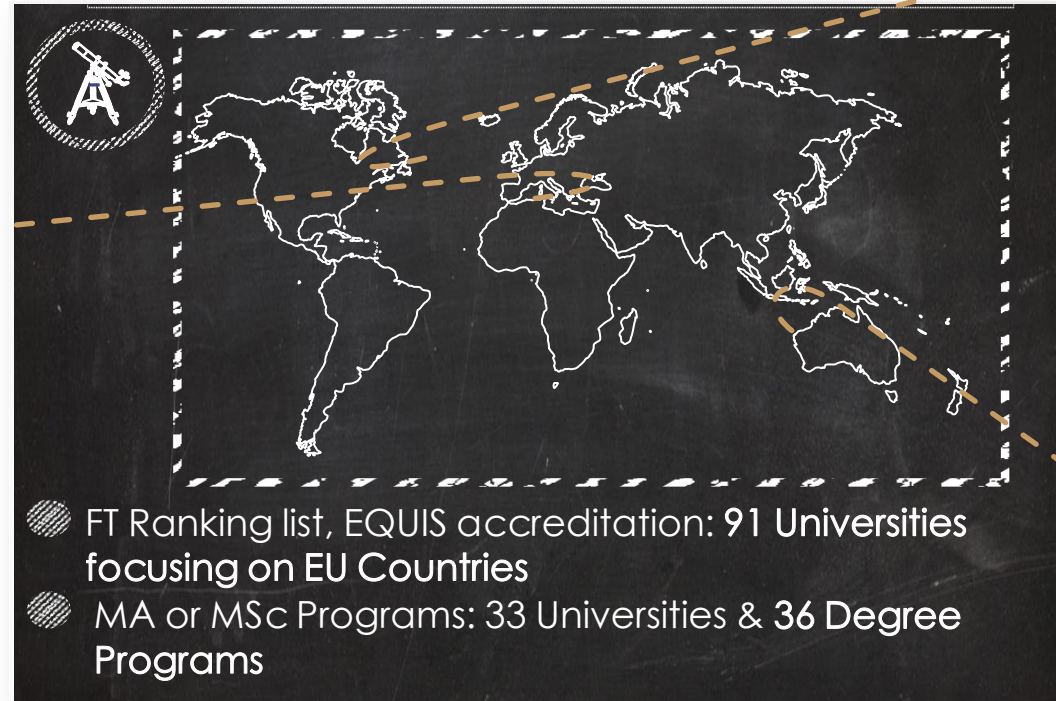 FT Ranking list, EQUIS accreditation: 91 Universities
focusing on EU Countries
MA or MSc Programs: 33 Universities & 36 Degree
Programs